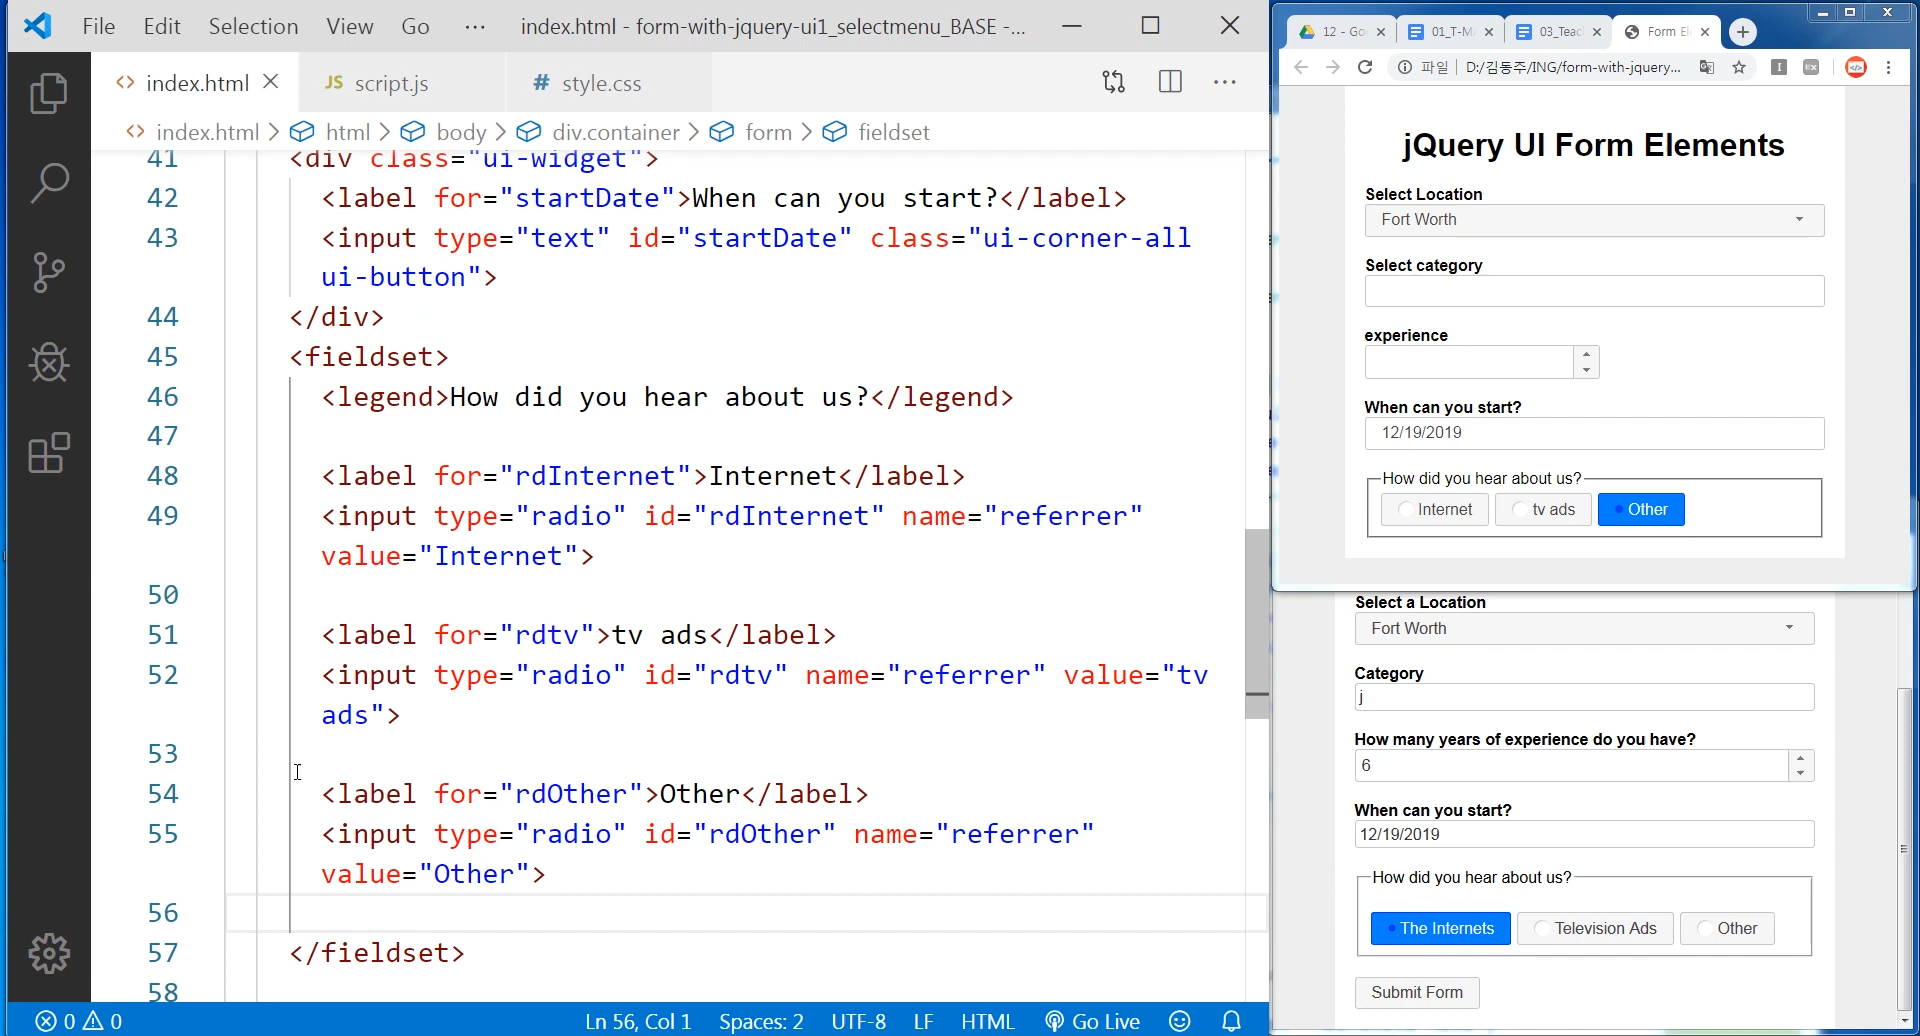 File Edit Selection View Go ··· index.html - form-with-jquery-ui1_selectmenu_BASE -...
index.html JS script.js # style.css
index.html > html > body > div.container > form > fieldset
41 <div class="ui-widget">
42 <label for="startDate">When can you start?</label>
43 <input type="text" id="startDate" class="ui-corner-all
ui-button">
44 </div>
45 <fieldset>
46 <legend>How did you hear about us?</legend>
47
48 <label for="rdInternet">Internet</label>
49 <input type="radio" id="rdInternet" name="referrer"
value="Internet">
50
51 <label for="rdtv">tv ads</label>
52 <input type="radio" id="rdtv" name="referrer" value="tv
ads">
53
54 <label for="rdOther">Other</label>
55 <input type="radio" id="rdOther" name="referrer"
value="Other">
56
57 </fieldset>
58
0 0 Ln 56, Col 1 Spaces: 2 UTF-8 LF HTML Go Live
12 - Go 01_T-M 03_Teac Form El
파일 D:/김동주/ING/form-with-jquery...
jQuery UI Form Elements
Select Location
Fort Worth
Select category
experience
When can you start?
12/19/2019
How did you hear about us?
Internet tv ads Other
Select a Location
Fort Worth
Category
j
How many years of experience do you have?
6
When can you start?
12/19/2019
How did you hear about us?
The Internets Television Ads Other
Submit Form